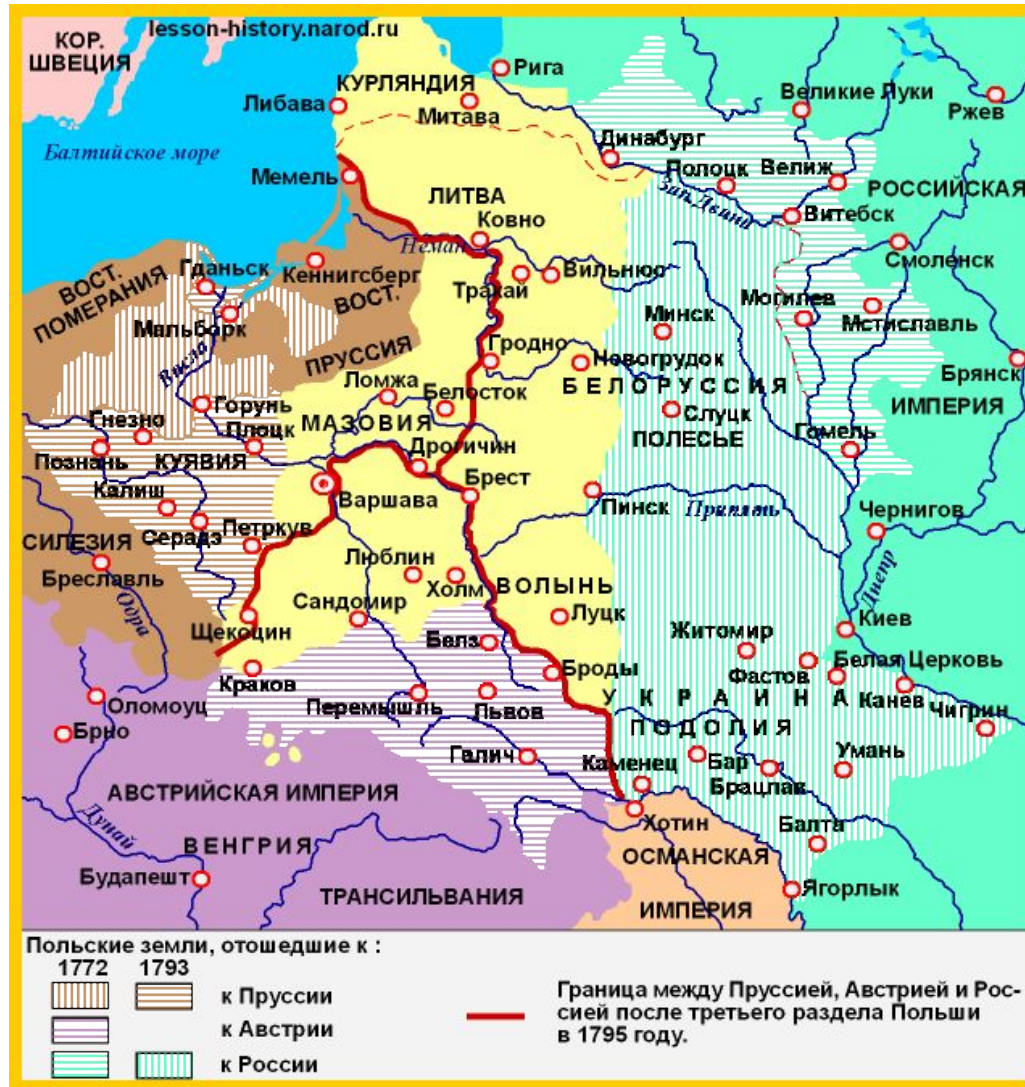 lesson-history.narod.ru
КОР.
ШВЕЦИЯ
Рига
КУРЛЯНДИЯ
Либава
Митава
Великие Луки
Ржев
Балтийское море
Динабург
Полоцк
Велиж
Мемель
Зап.Двина
РОССИЙСКАЯ
ЛИТВА
Витебск
Ковно
Неман
Смоленск
Гданьск
Кеннигсберг
Вильнюс
ВОСТ.
ПОМЕРАНИЯ
ВОСТ.
ПРУССИЯ
Тракай
Могилев
Мстиславль
Мальборк
Минск
Висла
Гродно
Новогрудок
Брянск
Ломжа
Белосток
БЕЛОРУССИЯ
ИМПЕРИЯ
Горунь
Слуцк
Гнезно
Плоцк
МАЗОВИЯ
ПОЛЕСЬЕ
Гомель
Познань
КУЯВИЯ
Дрогичин
Калиш
Варшава
Брест
Пинск
Припять
Чернигов
Серадз
Петркув
СИЛЕЗИЯ
Бреславль
Люблин
Холм
ВОЛЫНЬ
Днепр
Одра
Сандомир
Луцк
Киев
Щекоцин
Белз
Житомир
Белая Церковь
Краков
Броды
Фастов
УКРАИНА
Канев
Оломоуц
Перемышль
Львов
Чигрин
Брно
ПОДОЛИЯ
Галич
Каменец
Бар
Умань
АВСТРИЙСКАЯ ИМПЕРИЯ
Брацлав
Дунай
Хотин
Балта
ВЕНГРИЯ
ОСМАНСКАЯ
ИМПЕРИЯ
Будапешт
ТРАНСИЛЬВАНИЯ
Ягорлык
Польские земли, отошедшие к :
1772 1793
к Пруссии
к Австрии
к России
Граница между Пруссией, Австрией и Рос-
сией после третьего раздела Польши
в 1795 году.